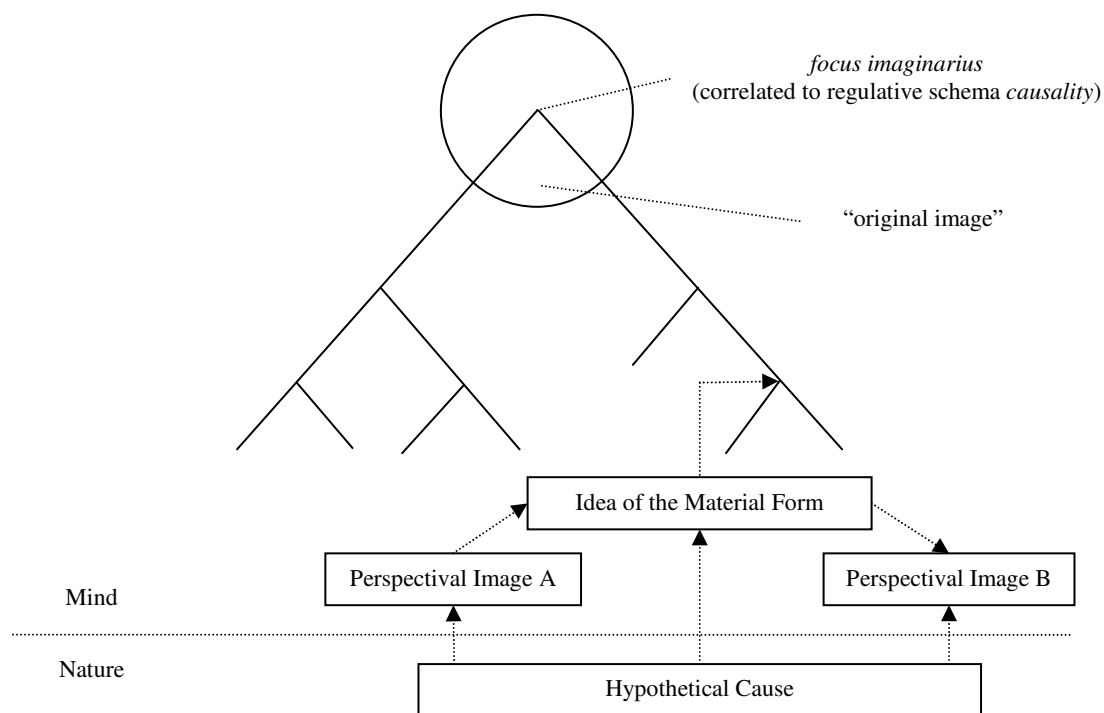 focus imaginarius
(correlated to regulative schema causality)
“original image”
Idea of the Material Form
Perspectival Image A
Perspectival Image B
Mind
Nature
Hypothetical Cause